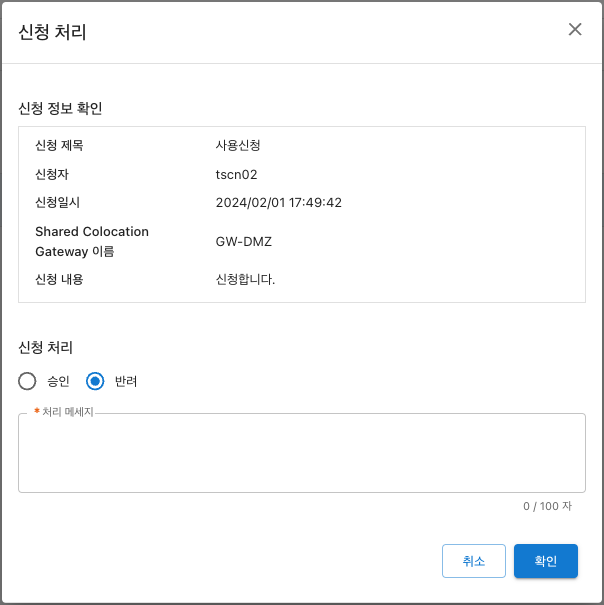 신청 처리
신청 정보 확인
신청 제목 사용신청
신청자 tscn02
신청일시 2024/02/01 17:49:42
Shared Colocation
Gateway 이름 GW-DMZ
신청 내용 신청합니다.
신청 처리
승인 반려
* 처리 메세지
0 / 100 자
취소 확인